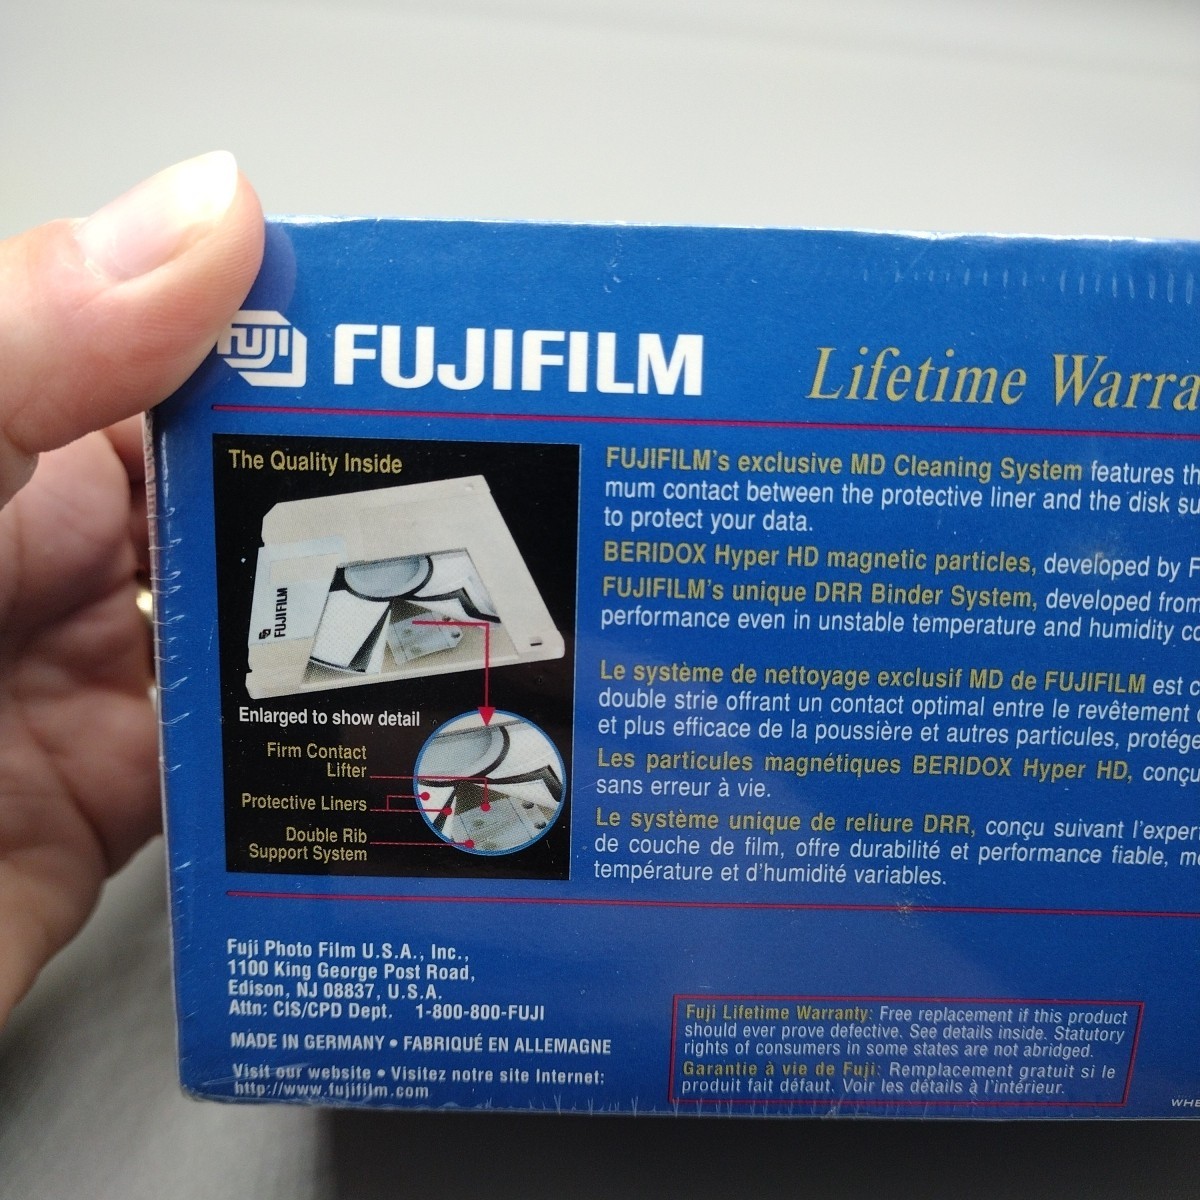 FUJI FUJIFILM
Lifetime Warra
The Quality Inside
FUJIFILM
Enlarged to show detail
Firm Contact
Lifter
Protective Liners
Double Rib
Support System
FUJIFILM's exclusive MD Cleaning System features th
mum contact between the protective liner and the disk su
to protect your data.
BERIDOX Hyper HD magnetic particles, developed by F
FUJIFILM's unique DRR Binder System, developed from
performance even in unstable temperature and humidity co
Le système de nettoyage exclusif MD de FUJIFILM est c
double strie offrant un contact optimal entre le revêtement
et plus efficace de la poussière et autres particules, protége
Les particules magnétiques BERIDOX Hyper HD, conçu
sans erreur à vie.
Le système unique de reliure DRR, conçu suivant l'exper
de couche de film, offre durabilité et performance fiable, mê
température et d'humidité variables.
Fuji Photo Film U.S.A., Inc.,
1100 King George Post Road,
Edison, NJ 08837, U.S.A.
Attn: CIS/CPD Dept. 1-800-800-FUJI
MADE IN GERMANY • FABRIQUÉ EN ALLEMAGNE
Visit our website • Visitez notre site Internet:
http://www.fujifilm.com
Fuji Lifetime Warranty: Free replacement if this product
should ever prove defective. See details inside. Statutory
rights of consumers in some states are not abridged.
Garantie à vie de Fuji: Remplacement gratuit si le
produit fait défaut. Voir les détails à l'intérieur.
WHE